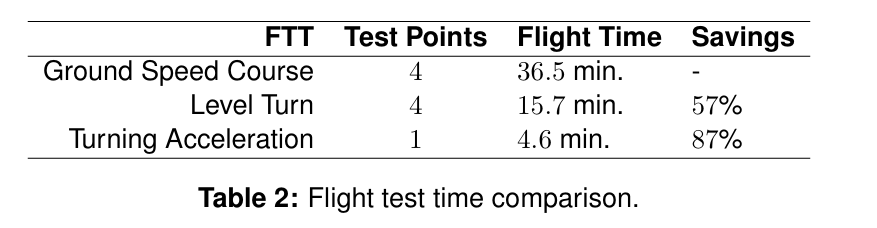 FTT Test Points Flight Time Savings
Ground Speed Course 4 36.5 min. -
Level Turn 4 15.7 min. 57%
Turning Acceleration 1 4.6 min. 87%
Table 2: Flight test time comparison.